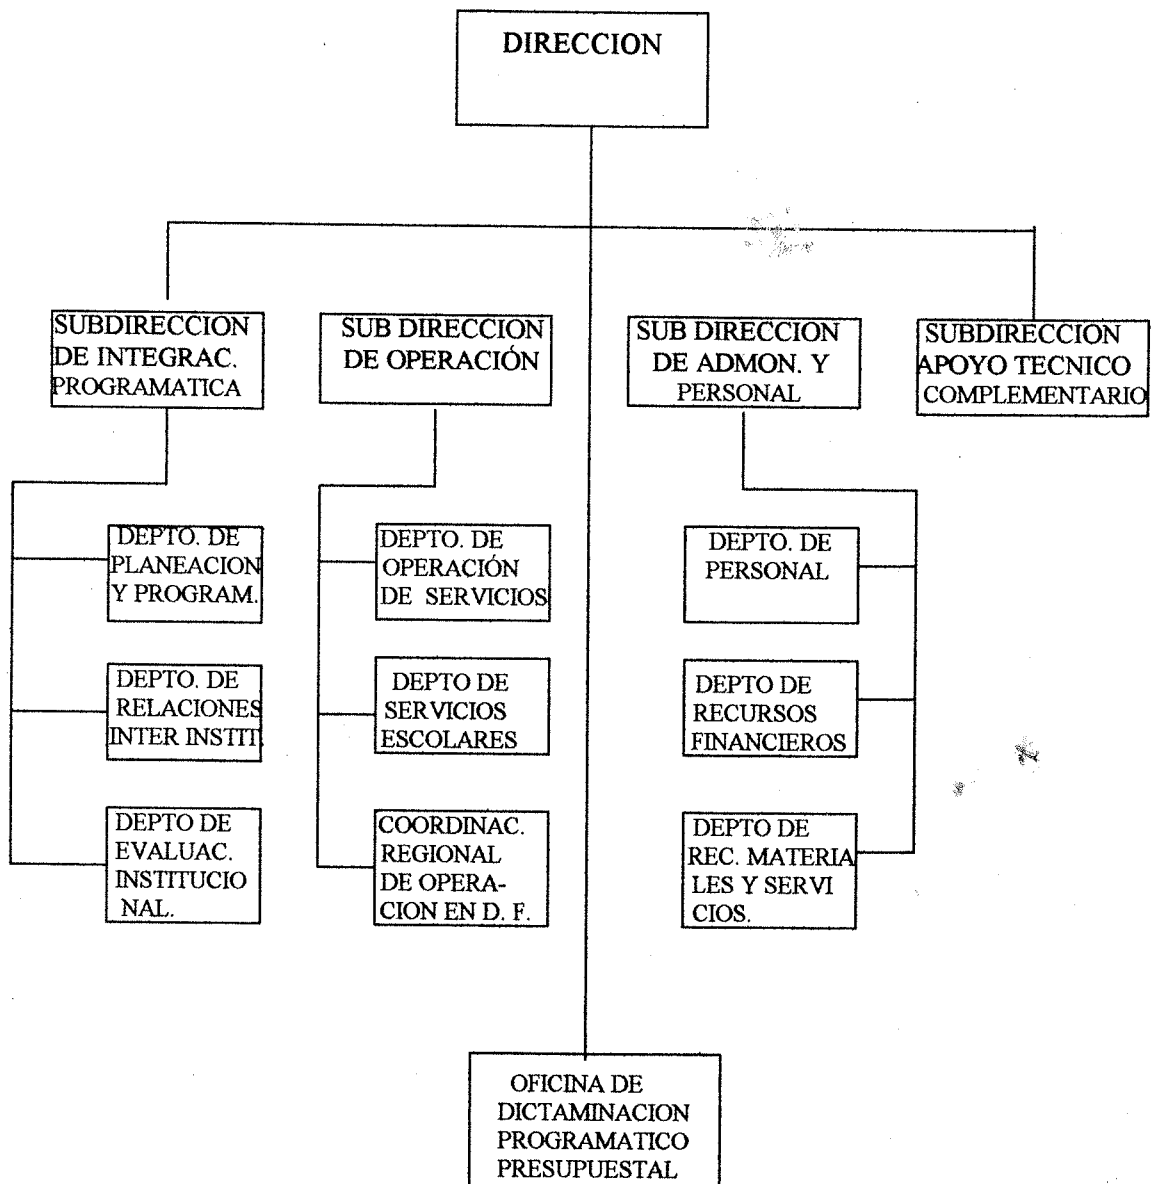 DIRECCION
SUBDIRECCION
DE INTEGRAC.
PROGRAMATICA
SUB DIRECCION
DE OPERACIÓN
SUB DIRECCION
DE ADMON. Y
PERSONAL
SUBDIRECCION
APOYO TECNICO
COMPLEMENTARIO
DEPTO. DE
PLANEACION
Y PROGRAM.
DEPTO. DE
OPERACIÓN
DE SERVICIOS
DEPTO. DE
PERSONAL
DEPTO. DE
RELACIONES
INTER INSTIT.
DEPTO DE
SERVICIOS
ESCOLARES
DEPTO DE
RECURSOS
FINANCIEROS
DEPTO DE
EVALUAC.
INSTITUCIO
NAL.
COORDINAC.
REGIONAL
DE OPERA-
CION EN D. F.
DEPTO DE
REC. MATERIA
LES Y SERVI
CIOS.
OFICINA DE
DICTAMINACION
PROGRAMATICO
PRESUPUESTAL